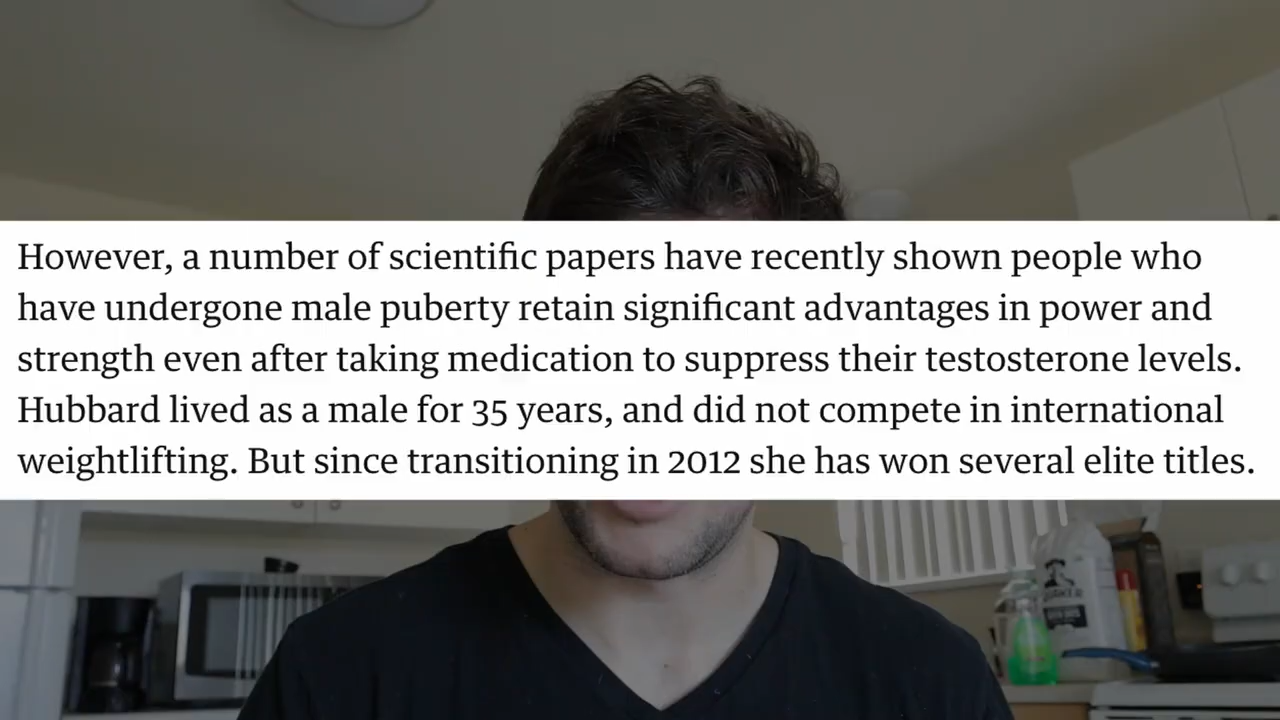 However, a number of scientific papers have recently shown people who
have undergone male puberty retain significant advantages in power and
strength even after taking medication to suppress their testosterone levels.
Hubbard lived as a male for 35 years, and did not compete in international
weightlifting. But since transitioning in 2012 she has won several elite titles.
QUAKER